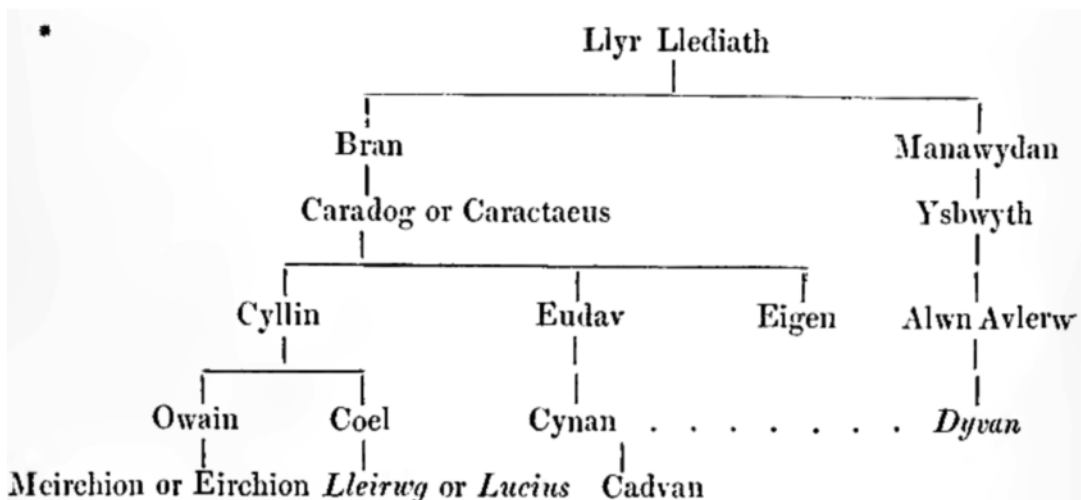 *
Llyr Llediath
Bran Manawydan
Caradog or Caractaeus Ysbwyth
Cyllin Eudav Eigen Alwn Avlerw
Owain Coel Cynan . . . . . . . Dyvan
Meirchion or Eirchion Lleirwg or Lucius Cadvan